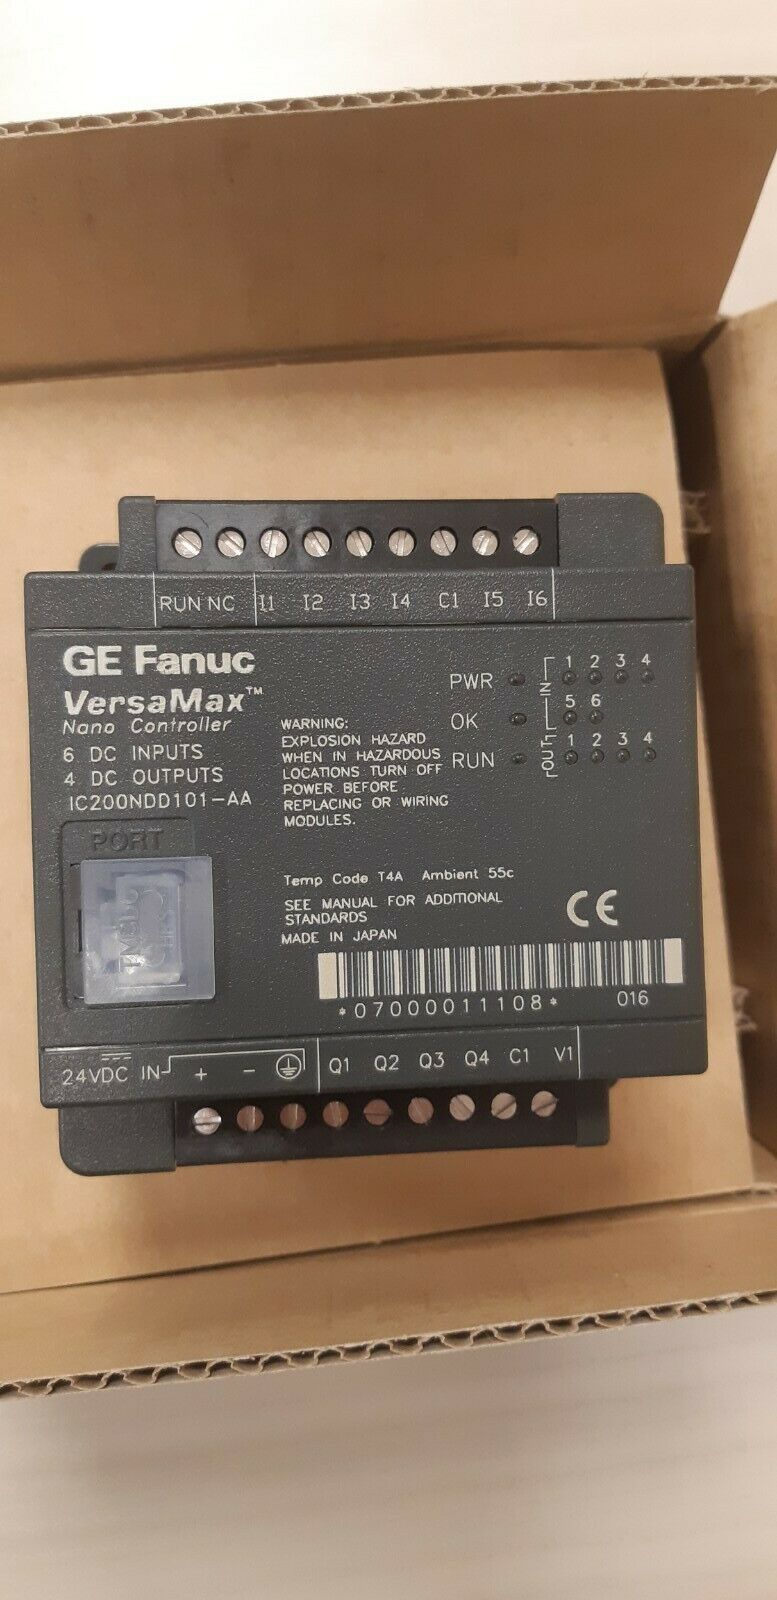 RUN NC I1 I2 I3 I4 C1 I5 I6
GE Fanuc
VersaMax™
Nano Controller
6 DC INPUTS
4 DC OUTPUTS
IC200NDD101-AA
PORT
WARNING:
EXPLOSION HAZARD
WHEN IN HAZARDOUS
LOCATIONS TURN OFF
POWER BEFORE
REPLACING OR WIRING
MODULES.
PWR
OK
RUN
IN
1 2 3 4
5 6
OUT
1 2 3 4
Temp Code T4A Ambient 55c
SEE MANUAL FOR ADDITIONAL
STANDARDS
MADE IN JAPAN
CE
*07000011108* 016
24VDC IN + - Q1 Q2 Q3 Q4 C1 V1